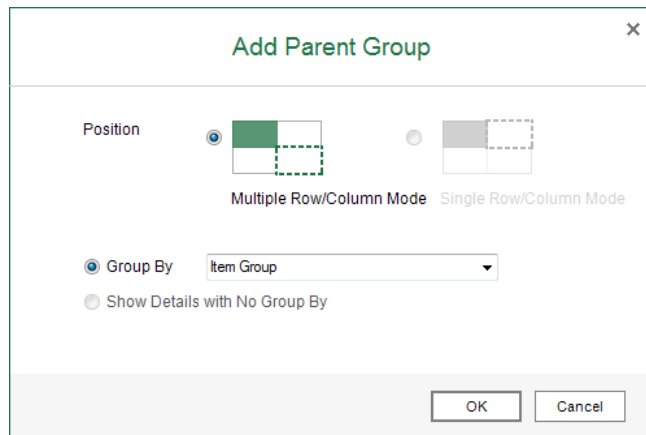 Add Parent Group
Position
Multiple Row/Column Mode Single Row/Column Mode
Group By Item Group
Show Details with No Group By
OK Cancel